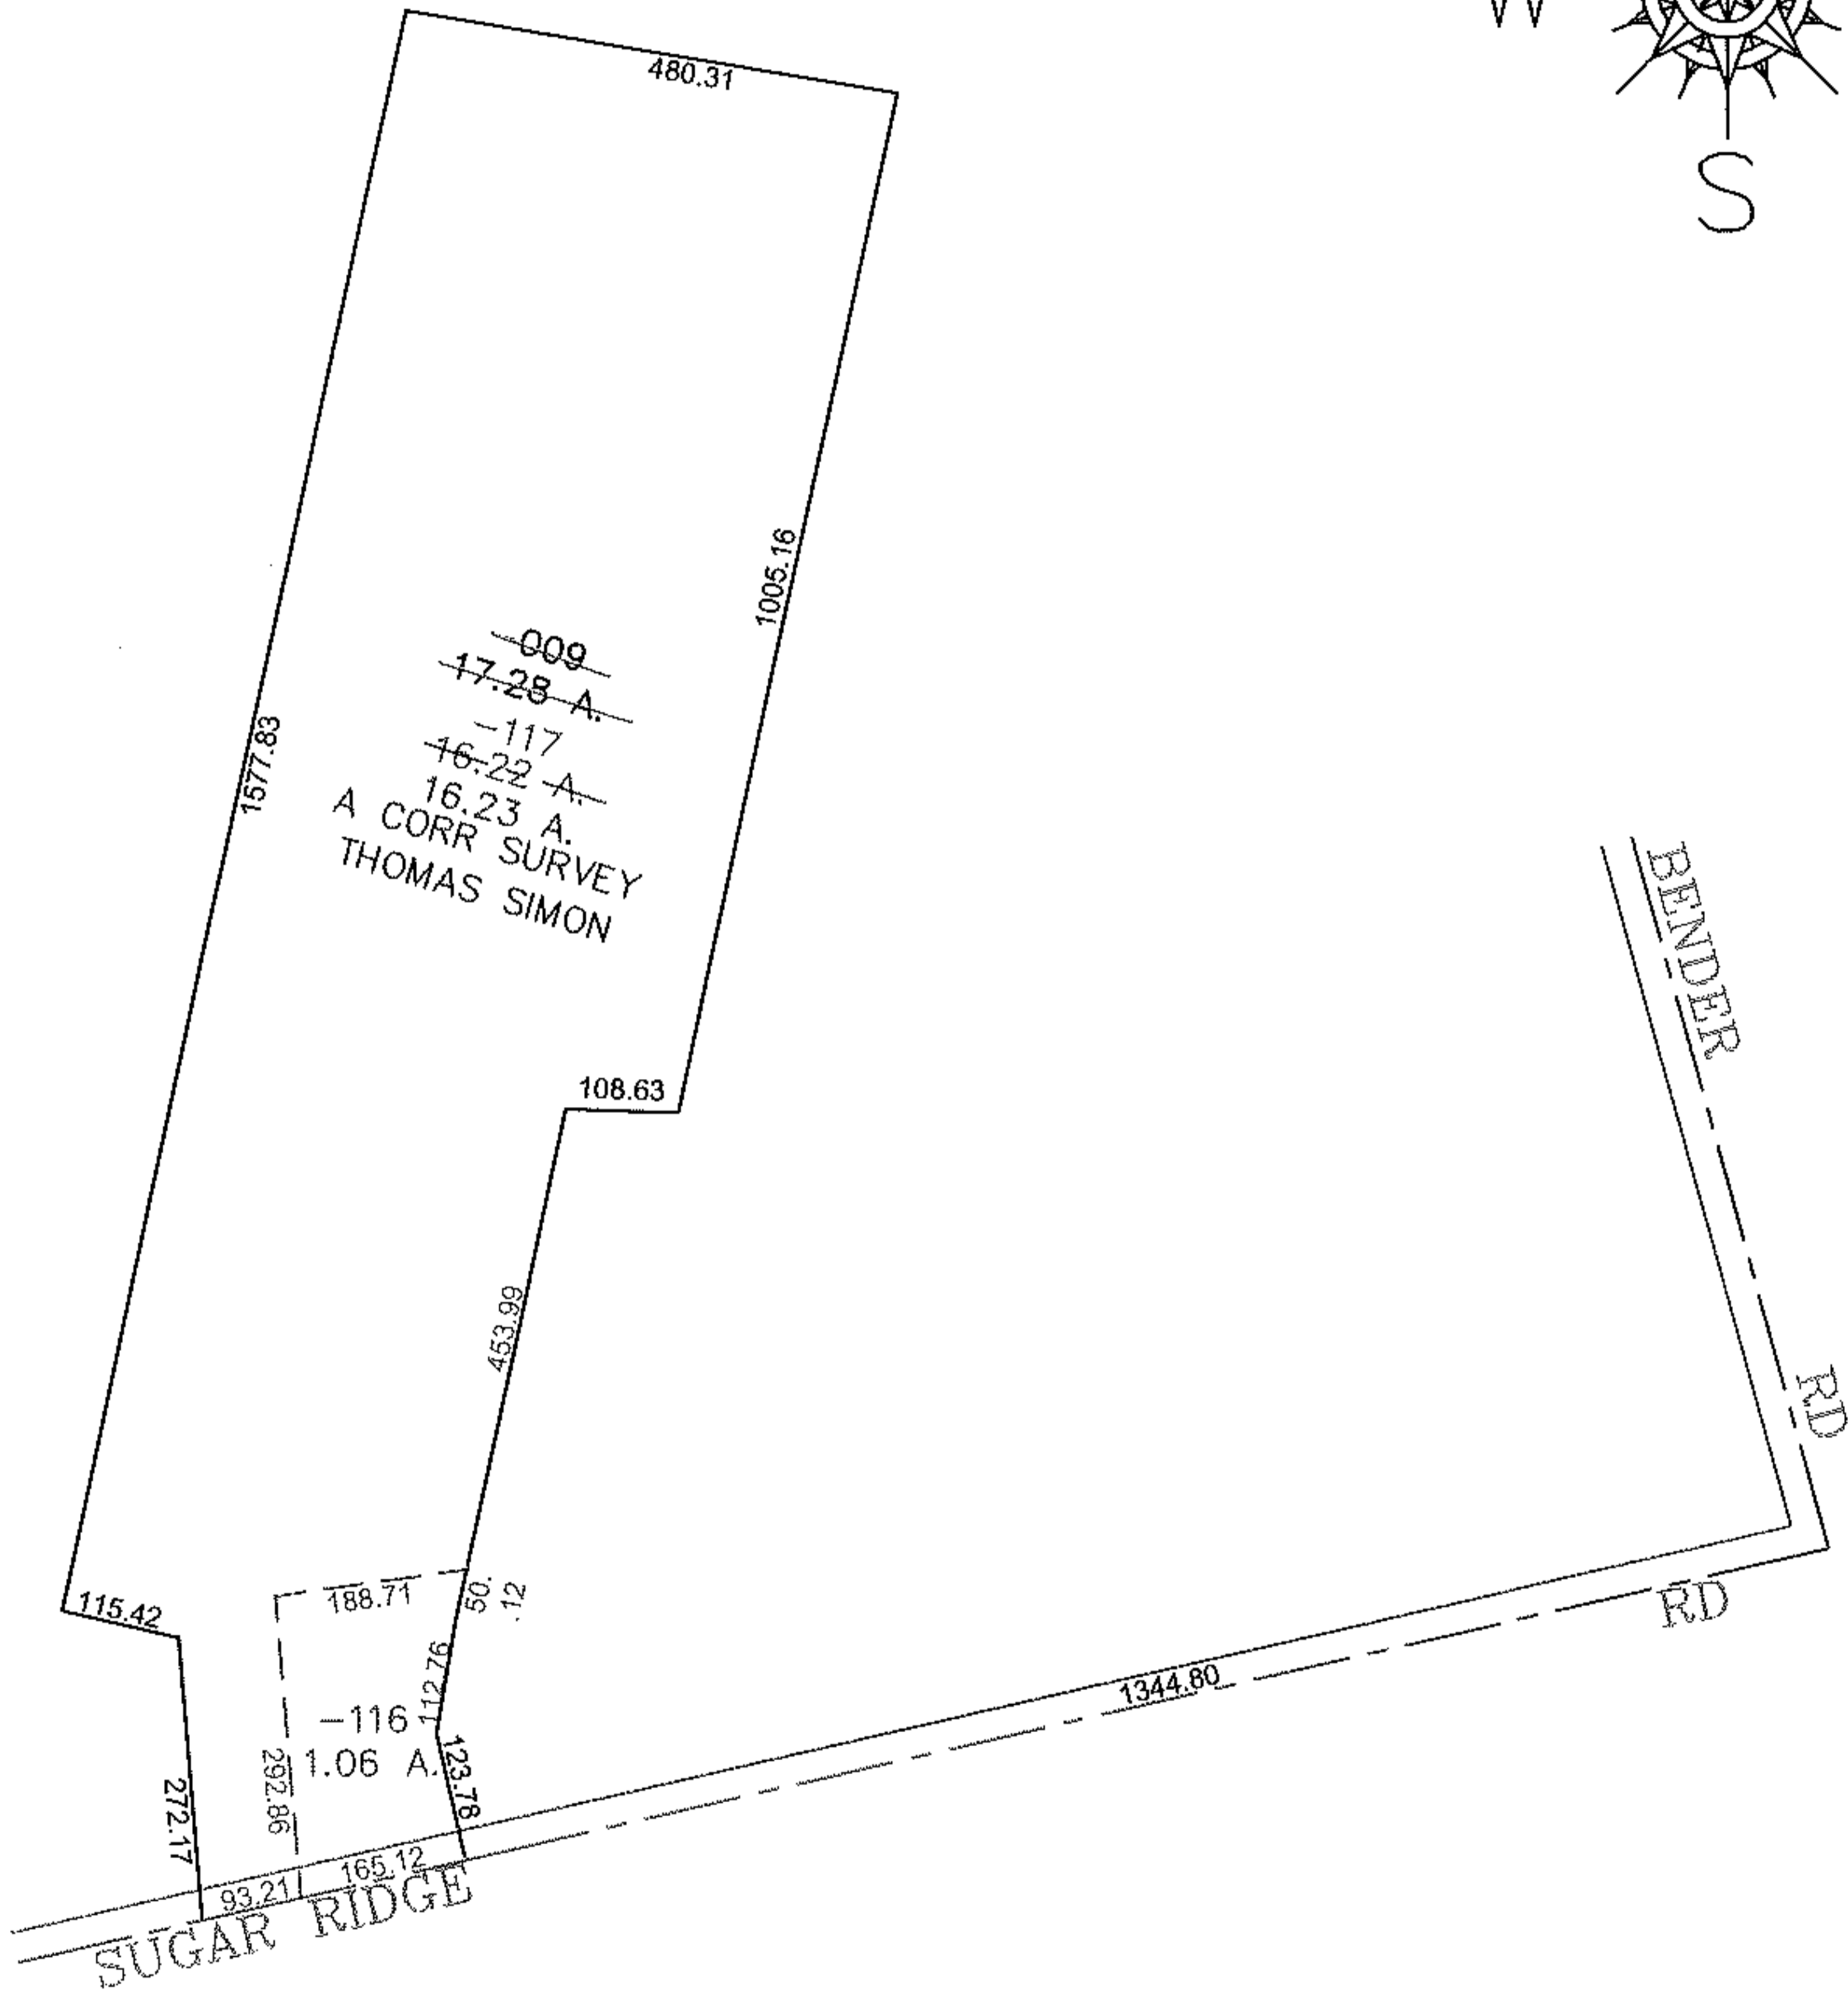 W
S
480.31
1005.16
1577.83
009
17.28 A.
-117
16.22 A.
16.23 A.
A CORR SURVEY
THOMAS SIMON
BENDER
RD
108.63
453.99
188.71
50.
.12
115.42
112.76
-116
1.06 A.
123.78
292.86
272.17
1344.80
RD
165.12
93.21
SUGAR RIDGE